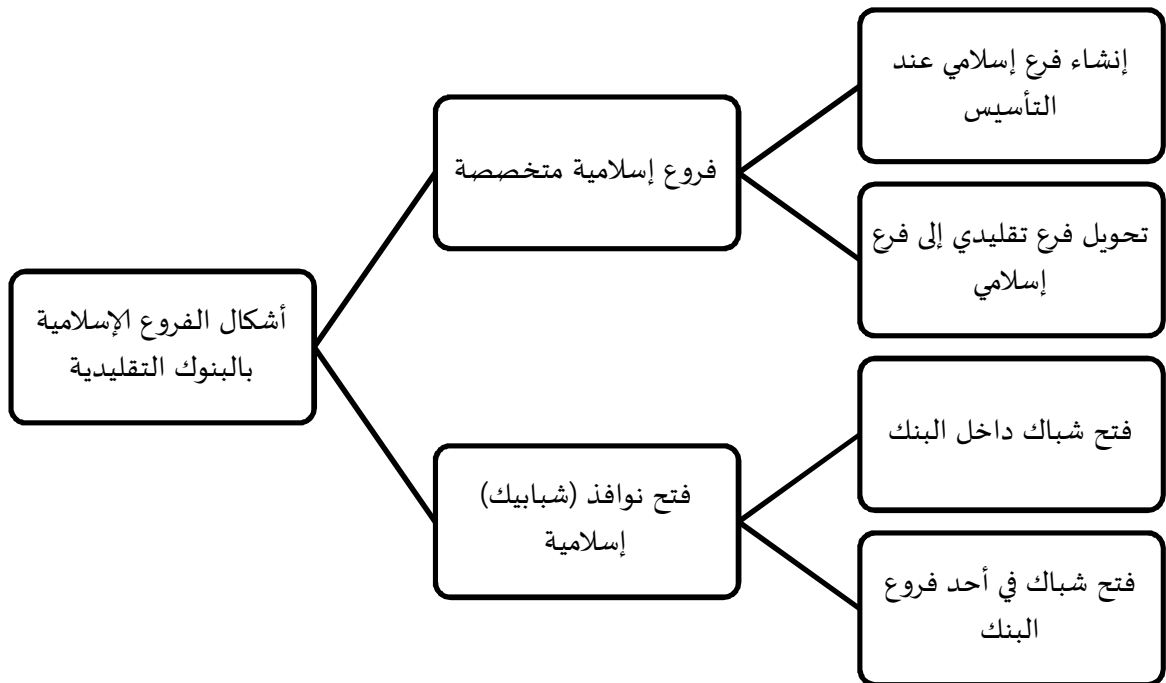 أشكال الفروع الإسلامية
بالبنوك التقليدية
فروع إسلامية متخصصة
إنشاء فرع إسلامي عند
التأسيس
تحويل فرع تقليدي إلى فرع
إسلامي
فتح نوافذ (شبابيك)
إسلامية
فتح شباك داخل البنك
فتح شباك في أحد فروع
البنك